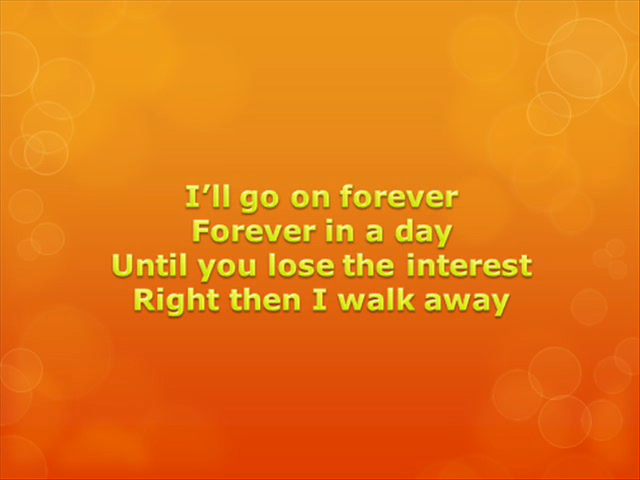 I’ll go on forever
Forever in a day
Until you lose the interest
Right then I walk away